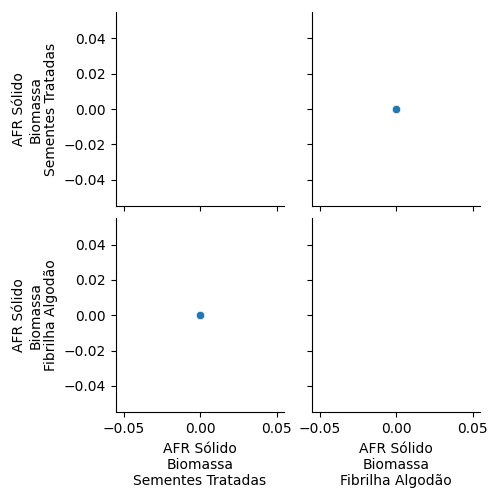 AFR Sólido
Biomassa
Sementes Tratadas
0.04
0.02
0.00
−0.02
−0.04
AFR Sólido
Biomassa
Fibrilha Algodão
0.04
0.02
0.00
−0.02
−0.04
−0.05 0.00 0.05
AFR Sólido
Biomassa
Sementes Tratadas
−0.05 0.00 0.05
AFR Sólido
Biomassa
Fibrilha Algodão